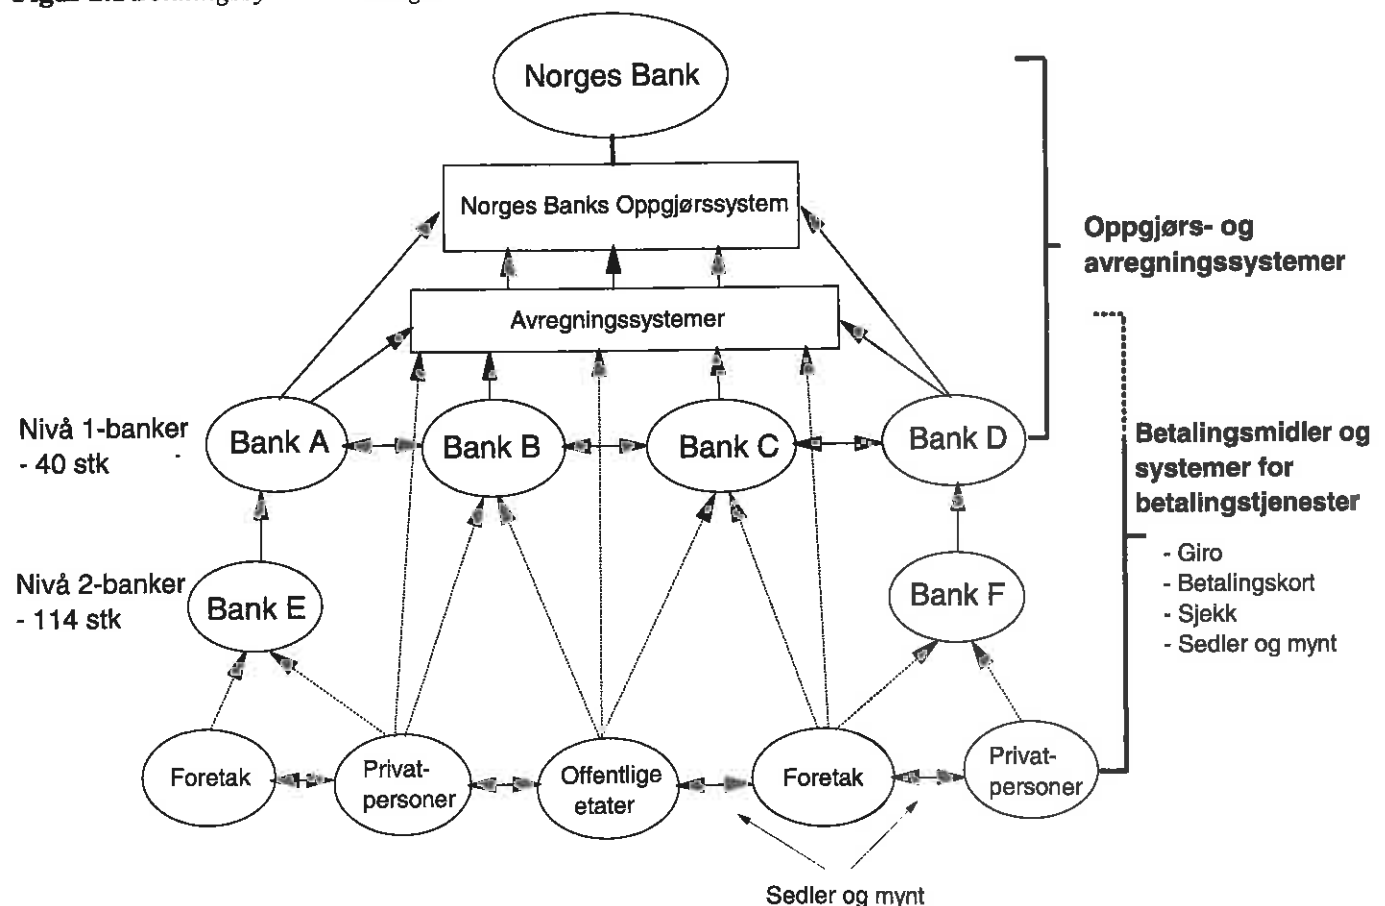 Norges Bank
Norges Banks Oppgjørssystem
Oppgjørs- og
avregningssystemer
Avregningssystemer
Nivå 1-banker
- 40 stk
Bank A
Bank B
Bank C
Bank D
Betalingsmidler og
systemer for
betalingstjenester
- Giro
- Betalingskort
- Sjekk
- Sedler og mynt
Nivå 2-banker
- 114 stk
Bank E
Bank F
Foretak
Privat-
personer
Offentlige
etater
Foretak
Privat-
personer
Sedler og mynt